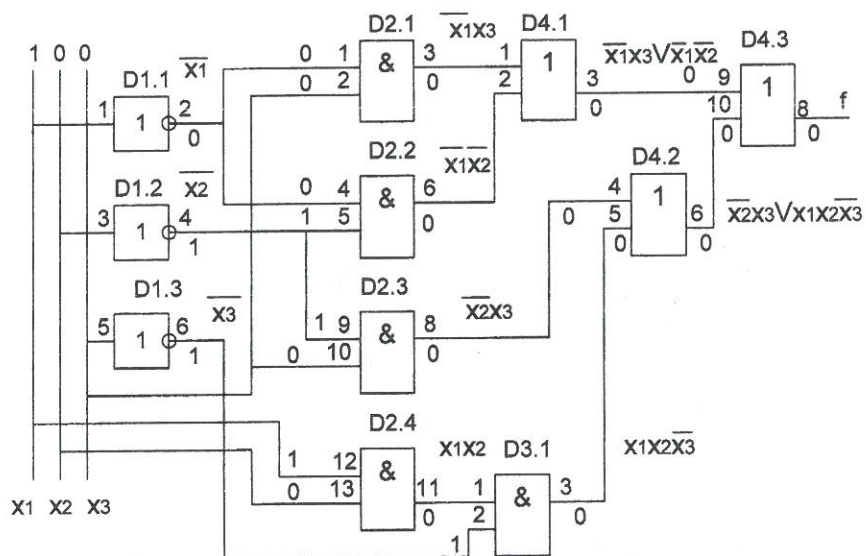 D2.1
x̅1x3
D4.1
x̅1x3Vx̅1x̅2
D4.3
1 0 0
D1.1
x̅1
0 1
&
3
1
1
3
0
9
1
f
0 2
0
2
0
10
0
8
0
1
1
2
0
D2.2
x̅1x̅2
D4.2
D1.2
x̅2
0 4
&
6
4
1
1 5
0
0
5
0
6
0
x̅2x3Vx1x2x̅3
3
1
4
1
D1.3
x̅3
D2.3
x̅2x3
5
1
6
1
1 9
&
8
0 10
0
D2.4
x1x2
D3.1
x1x2x̅3
1 12
&
11
1
&
3
0 13
0
2
0
1
x1 x2 x3